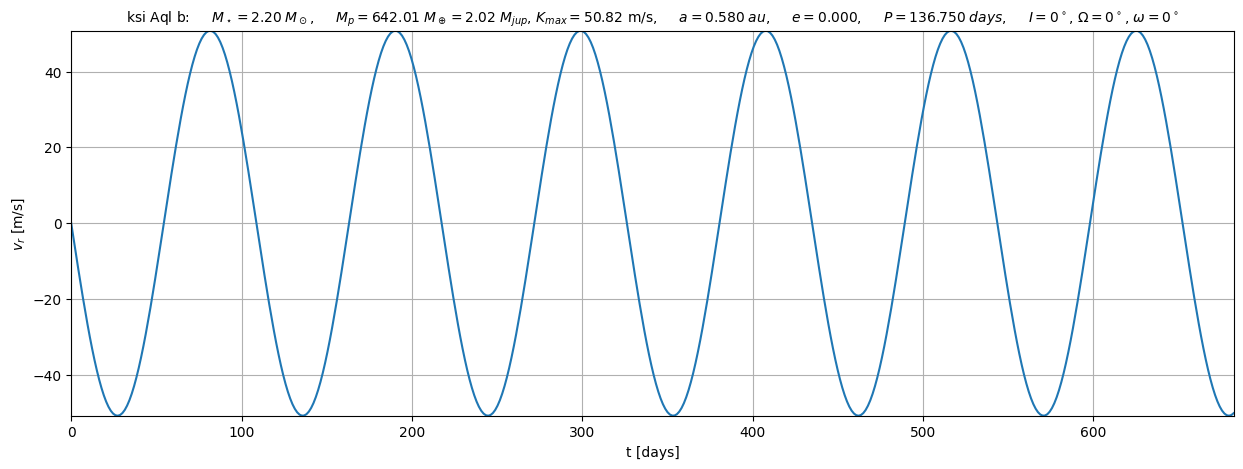 ksi Aql b: M⋆ = 2.20 M⊙, Mp = 642.01 M⊕ = 2.02 Mjup, Kmax = 50.82 m/s, a = 0.580 au, e = 0.000, P = 136.750 days, I = 0°, Ω = 0°, ω = 0°
40
20
0
−20
−40
vr [m/s]
0 100 200 300 400 500 600
t [days]